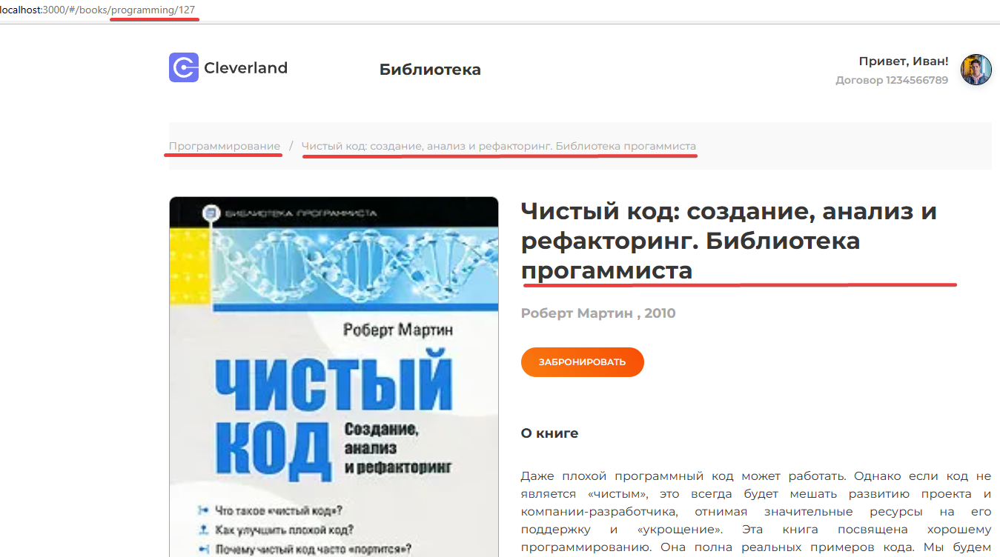 localhost:3000/#/books/programming/127
Cleverland
Библиотека
Привет, Иван!
Договор 1234566789
Программирование / Чистый код: создание, анализ и рефакторинг. Библиотека прогаммиста
БИБЛИОТЕКА ПРОГРАММИСТА
Роберт Мартин
ЧИСТЫЙ
КОД
Создание,
анализ
и рефакторинг
Что такое «чистый код»?
Как улучшить плохой код?
Почему чистый код часто «портится»?
Чистый код: создание, анализ и
рефакторинг. Библиотека
прогаммиста
Роберт Мартин , 2010
ЗАБРОНИРОВАТЬ
О книге
Даже плохой программный код может работать. Однако если код не
является «чистым», это всегда будет мешать развитию проекта и
компании-разработчика, отнимая значительные ресурсы на его
поддержку и «укрощение». Эта книга посвящена хорошему
программированию. Она полна реальных примеров кода. Мы будем